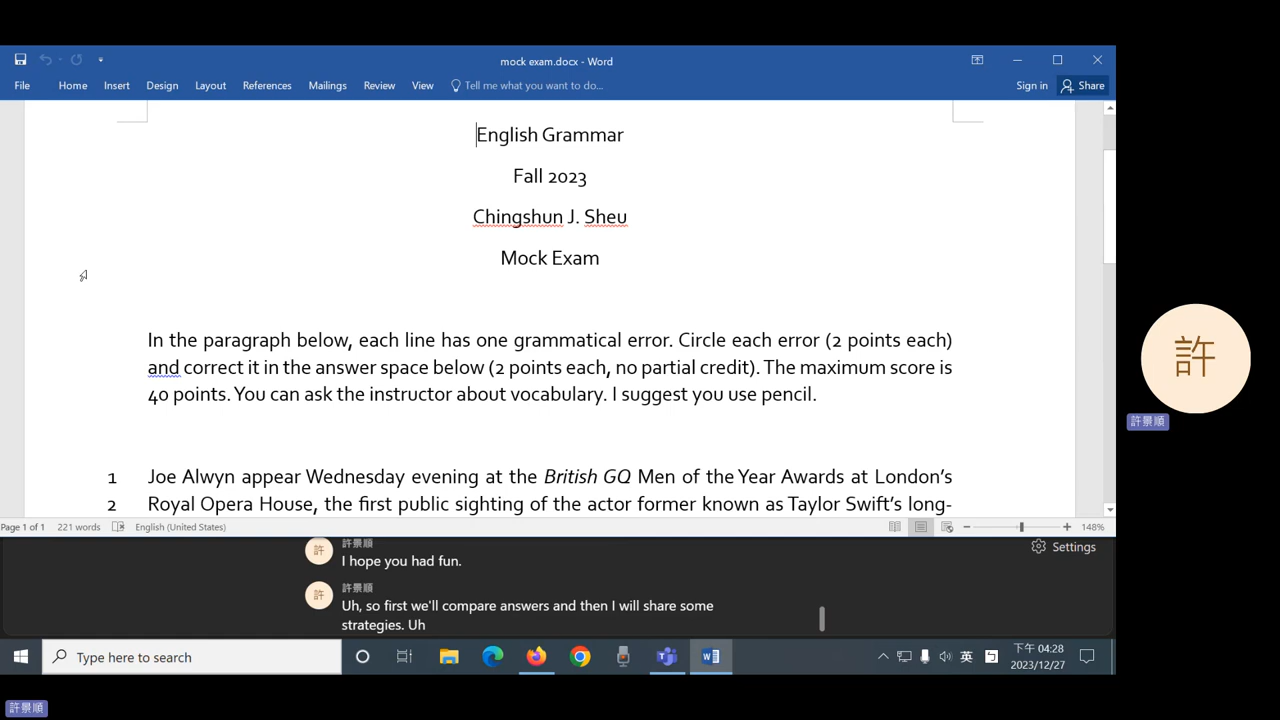 mock exam.docx - Word
File Home Insert Design Layout References Mailings Review View Tell me what you want to do... Sign in Share
English Grammar
Fall 2023
Chingshun J. Sheu
Mock Exam
In the paragraph below, each line has one grammatical error. Circle each error (2 points each)
and correct it in the answer space below (2 points each, no partial credit). The maximum score is
40 points. You can ask the instructor about vocabulary. I suggest you use pencil.
1 Joe Alwyn appear Wednesday evening at the British GQ Men of the Year Awards at London's
2 Royal Opera House, the first public sighting of the actor former known as Taylor Swift's long-
許
許景順
Page 1 of 1 221 words English (United States) 148%
許 許景順
I hope you had fun.
Settings
許 許景順
Uh, so first we'll compare answers and then I will share some
strategies. Uh
Type here to search
英
下午 04:28
2023/12/27
許景順